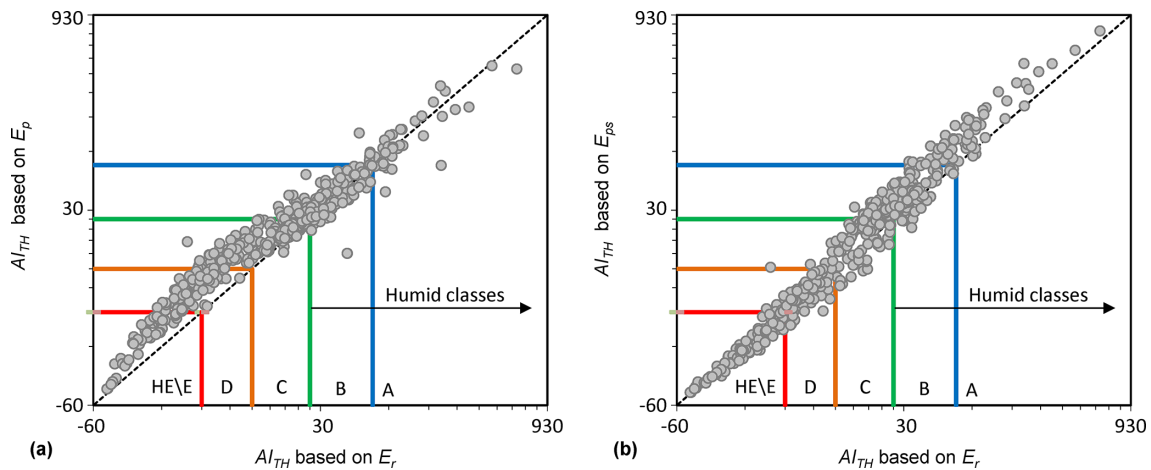 930
AI_TH based on E_p
30
-60
HE\E
D
C
B
A
Humid classes
-60
30
930
(a)
AI_TH based on E_r
930
AI_TH based on E_ps
30
-60
HE\E
D
C
B
A
Humid classes
-60
30
930
(b)
AI_TH based on E_r